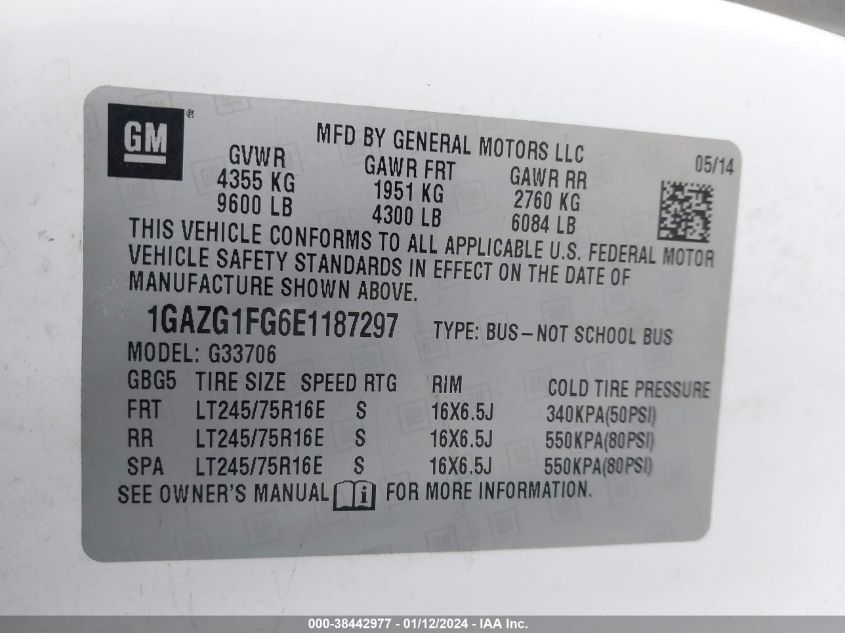 GM®
MFD BY GENERAL MOTORS LLC
05/14
GVWR GAWR FRT GAWR RR
4355 KG 1951 KG 2760 KG
9600 LB 4300 LB 6084 LB
THIS VEHICLE CONFORMS TO ALL APPLICABLE U.S. FEDERAL MOTOR
VEHICLE SAFETY STANDARDS IN EFFECT ON THE DATE OF
MANUFACTURE SHOWN ABOVE.
1GAZG1FG6E1187297 TYPE: BUS-NOT SCHOOL BUS
MODEL: G33706
GBG5 TIRE SIZE SPEED RTG RIM COLD TIRE PRESSURE
FRT LT245/75R16E S 16X6.5J 340KPA(50PSI)
RR LT245/75R16E S 16X6.5J 550KPA(80PSI)
SPA LT245/75R16E S 16X6.5J 550KPA(80PSI)
SEE OWNER'S MANUAL i FOR MORE INFORMATION.
000-38442977 - 01/12/2024 - IAA Inc.